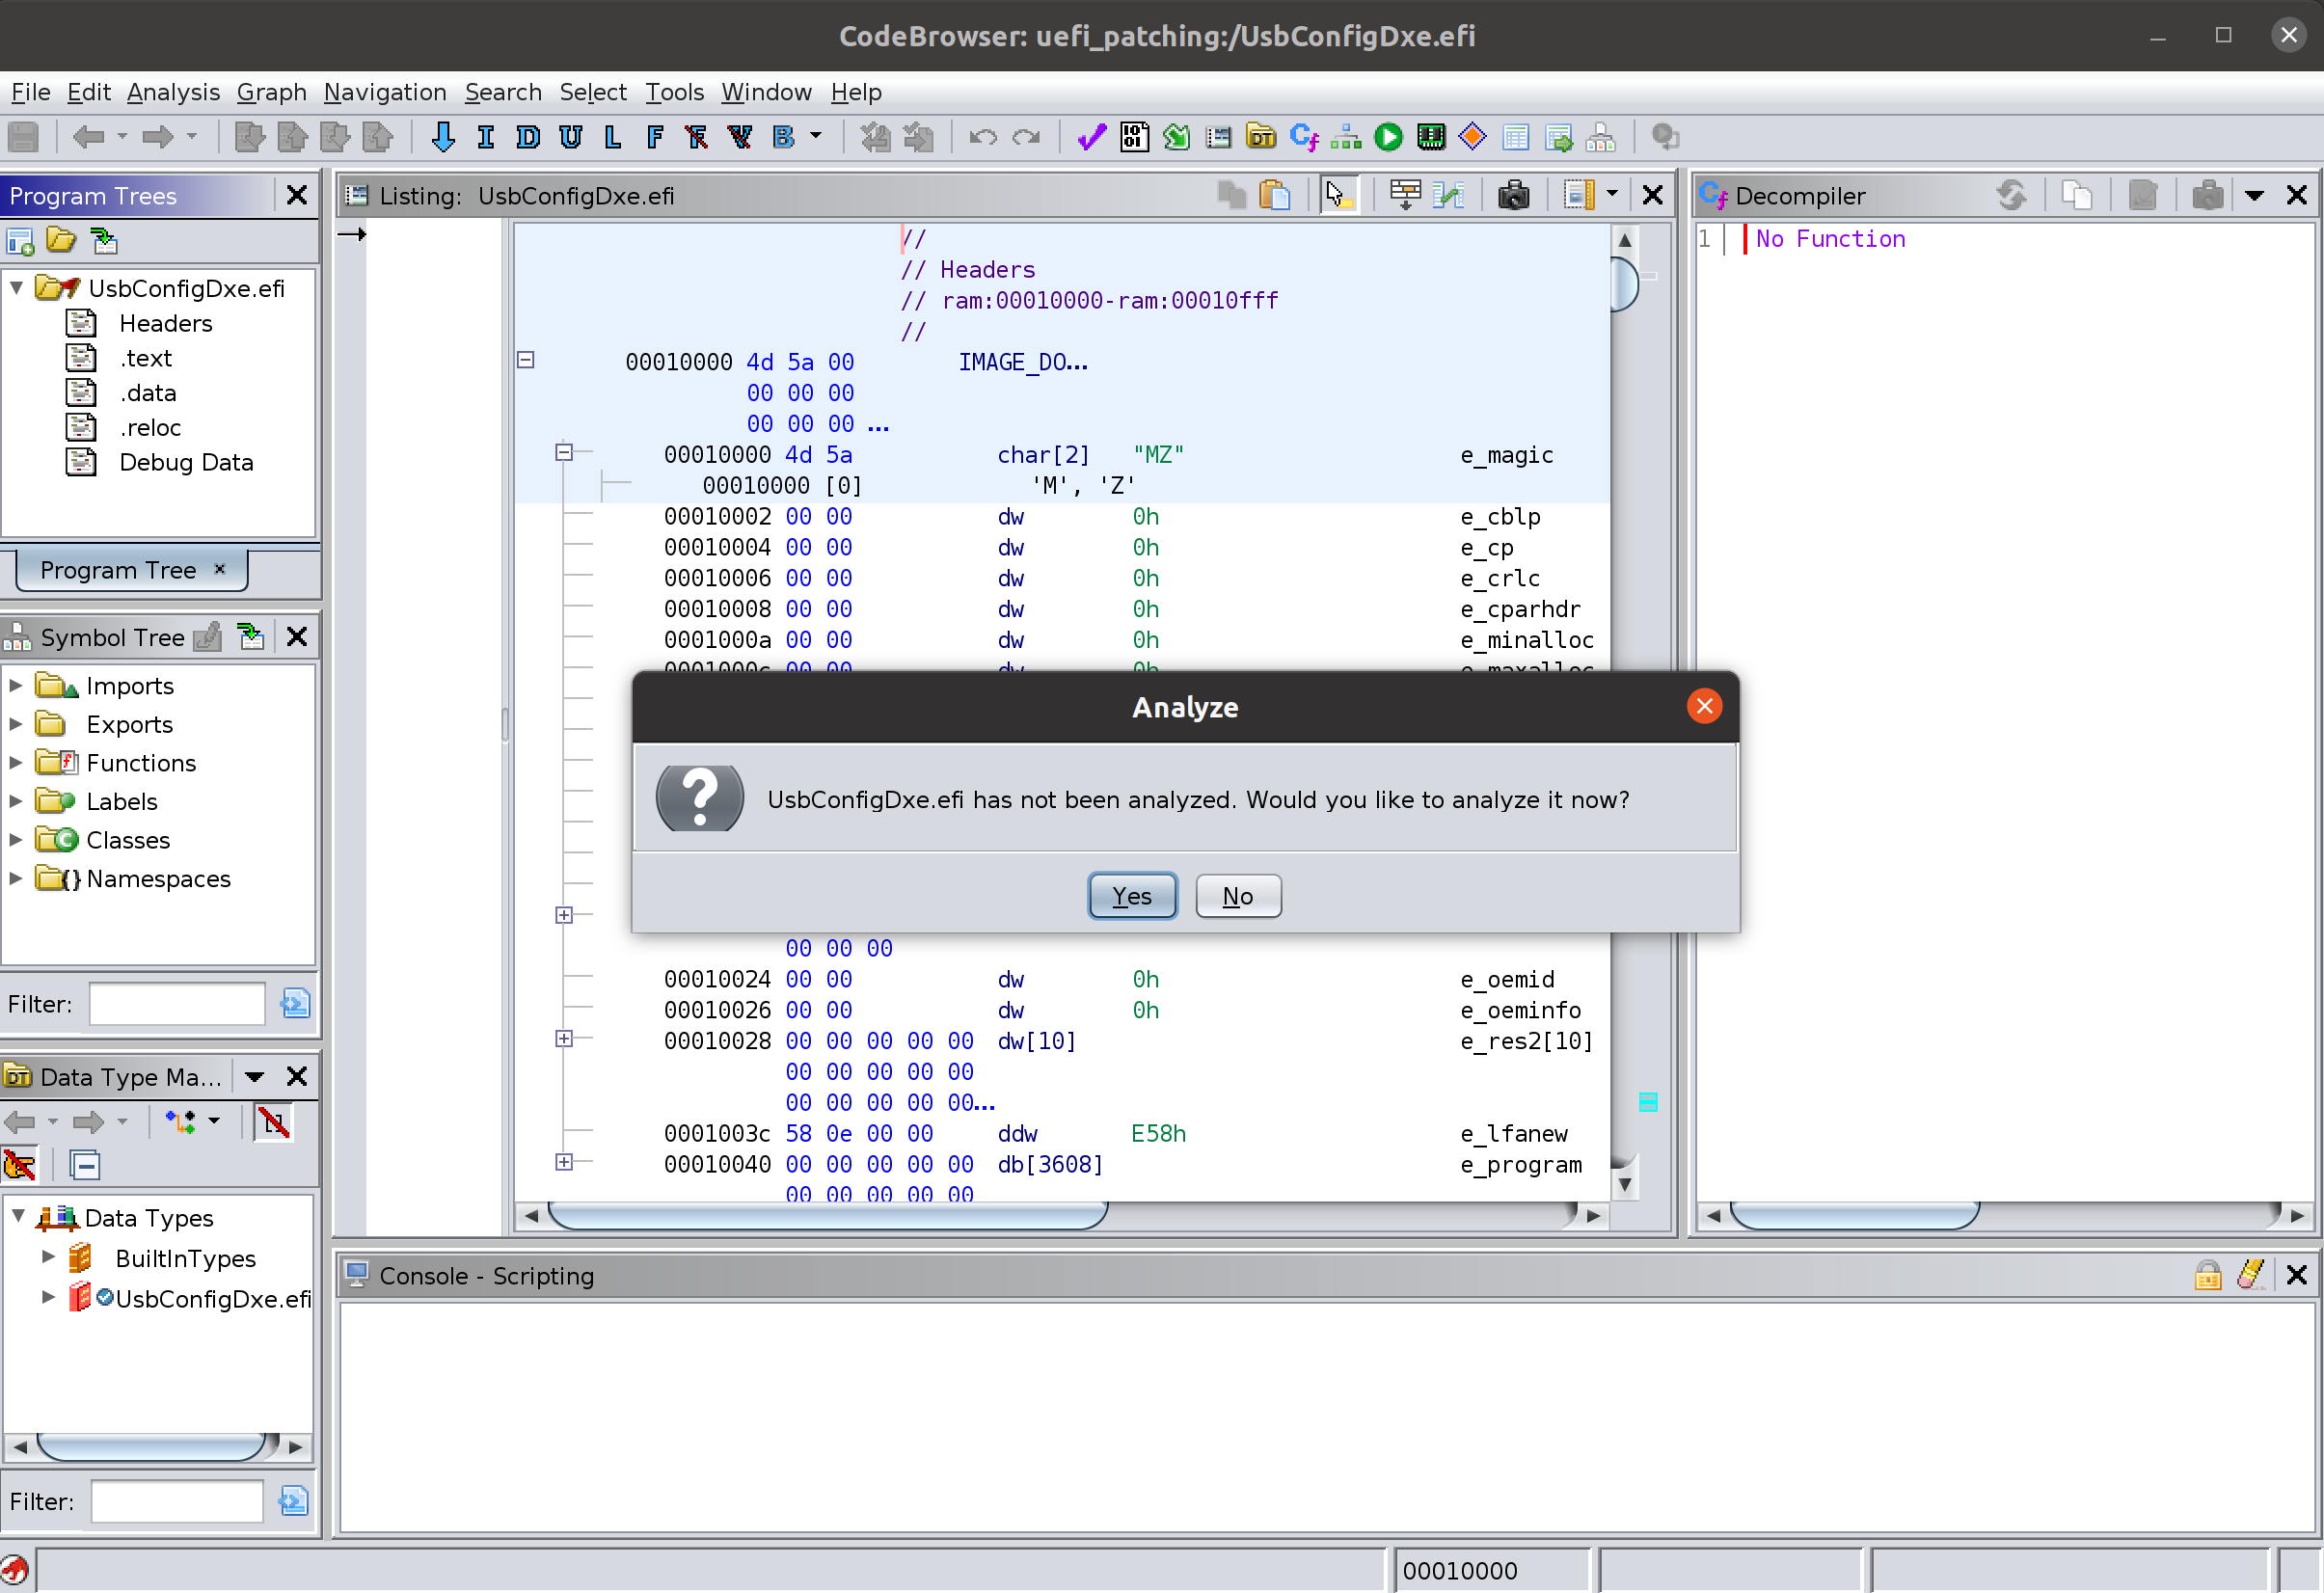 CodeBrowser: uefi_patching:/UsbConfigDxe.efi
File Edit Analysis Graph Navigation Search Select Tools Window Help
I D U L F B
Program Trees
UsbConfigDxe.efi
Headers
.text
.data
.reloc
Debug Data
Program Tree
Symbol Tree
Imports
Exports
Functions
Labels
Classes
Namespaces
Filter:
Data Type Ma...
Data Types
BuiltInTypes
UsbConfigDxe.efi
Filter:
Listing: UsbConfigDxe.efi
//
// Headers
// ram:00010000-ram:00010fff
//
00010000 4d 5a 00 IMAGE_DO...
00 00 00
00 00 00 ...
00010000 4d 5a char[2] "MZ" e_magic
00010000 [0] 'M', 'Z'
00010002 00 00 dw 0h e_cblp
00010004 00 00 dw 0h e_cp
00010006 00 00 dw 0h e_crlc
00010008 00 00 dw 0h e_cparhdr
0001000a 00 00 dw 0h e_minalloc
0001000c 00 00 dw 0h e_maxalloc
Analyze
UsbConfigDxe.efi has not been analyzed. Would you like to analyze it now?
Yes No
00 00 00
00010024 00 00 dw 0h e_oemid
00010026 00 00 dw 0h e_oeminfo
00010028 00 00 00 00 00 dw[10] e_res2[10]
00 00 00 00 00
00 00 00 00 00...
0001003c 58 0e 00 00 ddw E58h e_lfanew
00010040 00 00 00 00 00 db[3608] e_program
00 00 00 00 00
Decompiler
1 No Function
Console - Scripting
00010000